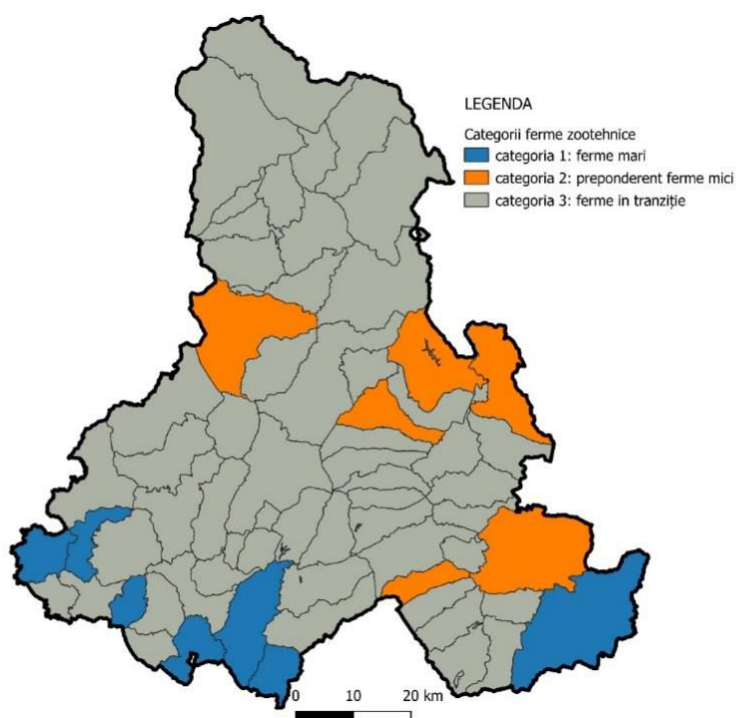 LEGENDA
Categorii ferme zootehnice
categoria 1: ferme mari
categoria 2: preponderent ferme mici
categoria 3: ferme in tranziție
0 10 20 km